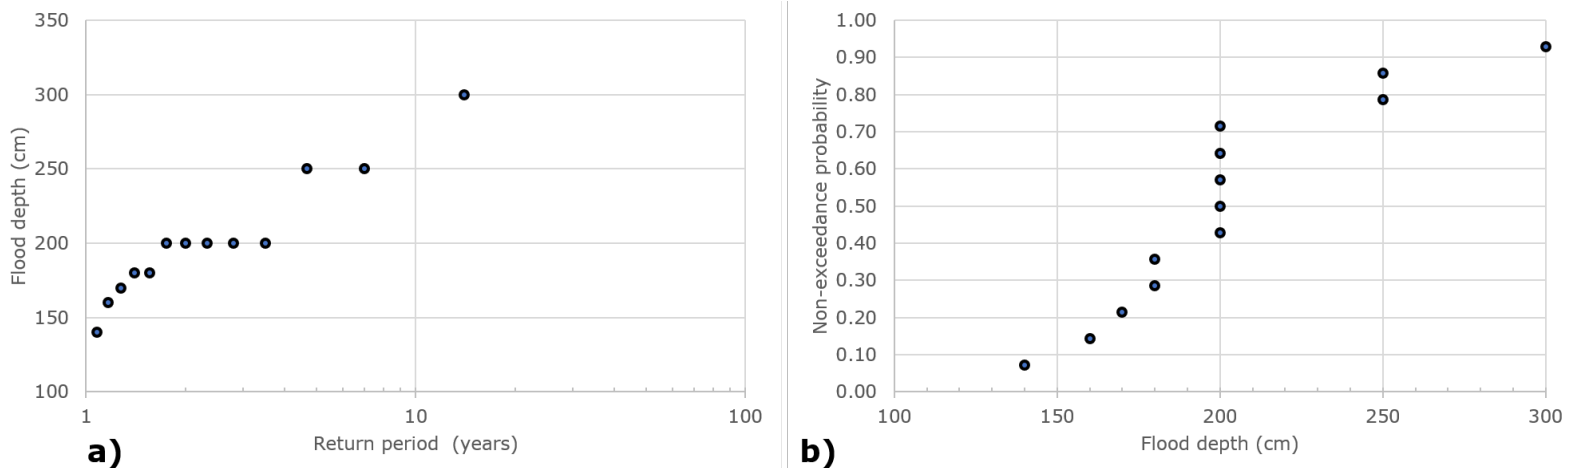 350
300
250
200
150
100
Flood depth (cm)
1 10 100
Return period (years)
a)
1.00
0.90
0.80
0.70
0.60
0.50
0.40
0.30
0.20
0.10
0.00
Non-exceedance probability
100 150 200 250 300
Flood depth (cm)
b)